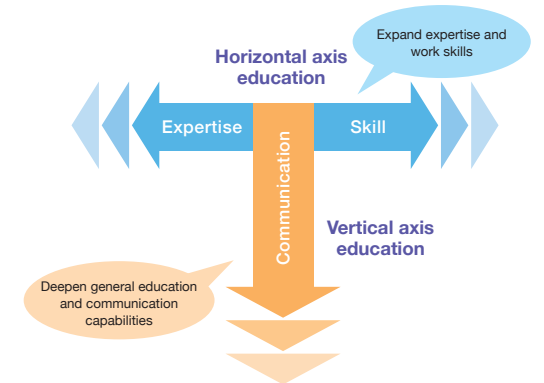 Expand expertise and
work skills
Horizontal axis
education
Expertise
Skill
Communication
Vertical axis
education
Deepen general education
and communication
capabilities